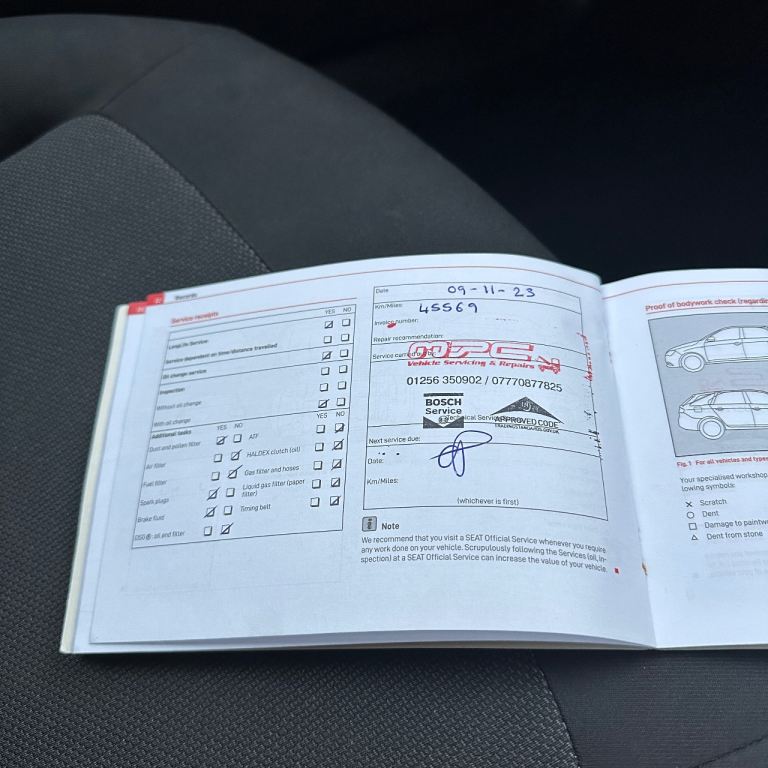 Records
Service receipts
YES NO
LongLife Service:
Service dependent on time/distance travelled
Oil change service
Inspection:
Without oil change
With oil change
YES NO
Additional tasks YES NO
Dust and pollen filter ATF
Air filter HALDEX clutch (oil)
Fuel filter Gas filter and hoses
Spark plugs Liquid gas filter (paper filter)
Brake fluid Timing belt
DSG®: oil and filter
Date 09-11-23
Km/Miles: 45569
Invoice number:
Repair recommendation:
Service carried out by
MPC
Vehicle Servicing & Repairs
01256 350902 / 07770877825
BOSCH
Service
Technical Serv
APPROVED CODE
TRADINGSTANDARDS.GOV.UK
Next service due:
Date:
Km/Miles:
(whichever is first)
Note
We recommend that you visit a SEAT Official Service whenever you require
any work done on your vehicle. Scrupulously following the Services (oil, in-
spection) at a SEAT Official Service can increase the value of your vehicle.
Proof of bodywork check (regardin
Fig. 1 For all vehicles and types
Your specialised workshop
lowing symbols:
Scratch
Dent
Damage to paintwo
Dent from stone